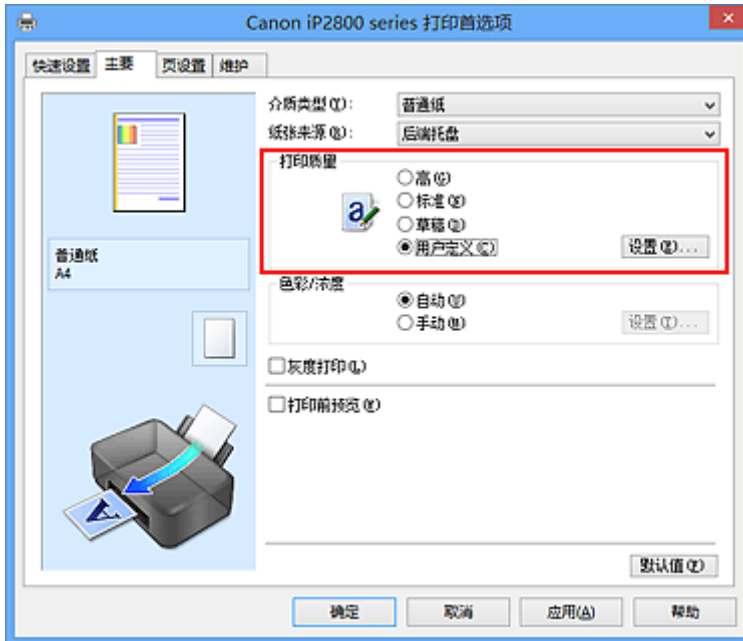 Canon iP2800 series 打印首选项
快速设置 主要 页设置 维护
介质类型(Y): 普通纸
纸张来源(R): 后端托盘
打印质量
高(G)
标准(X)
草稿(D)
用户定义(C) 设置(Z)...
普通纸
A4
色彩/浓度
自动(U)
手动(M) 设置(T)...
灰度打印(L)
打印前预览(K)
默认值(F)
确定 取消 应用(A) 帮助